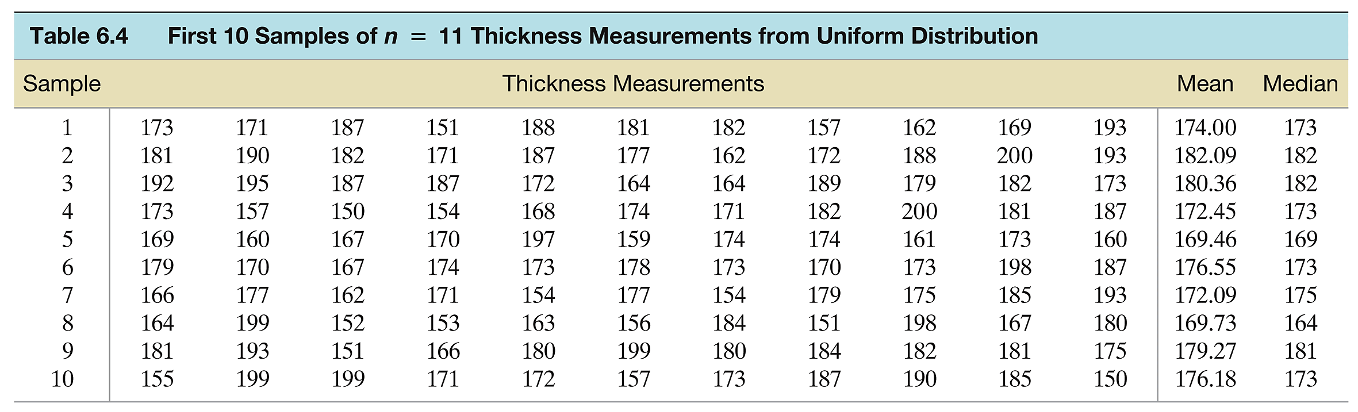 Table 6.4 First 10 Samples of n = 11 Thickness Measurements from Uniform Distribution
Sample Thickness Measurements Mean Median
1 173 171 187 151 188 181 182 157 162 169 193 174.00 173
2 181 190 182 171 187 177 162 172 188 200 193 182.09 182
3 192 195 187 187 172 164 164 189 179 182 173 180.36 182
4 173 157 150 154 168 174 171 182 200 181 187 172.45 173
5 169 160 167 170 197 159 174 174 161 173 160 169.46 169
6 179 170 167 174 173 178 173 170 173 198 187 176.55 173
7 166 177 162 171 154 177 154 179 175 185 193 172.09 175
8 164 199 152 153 163 156 184 151 198 167 180 169.73 164
9 181 193 151 166 180 199 180 184 182 181 175 179.27 181
10 155 199 199 171 172 157 173 187 190 185 150 176.18 173